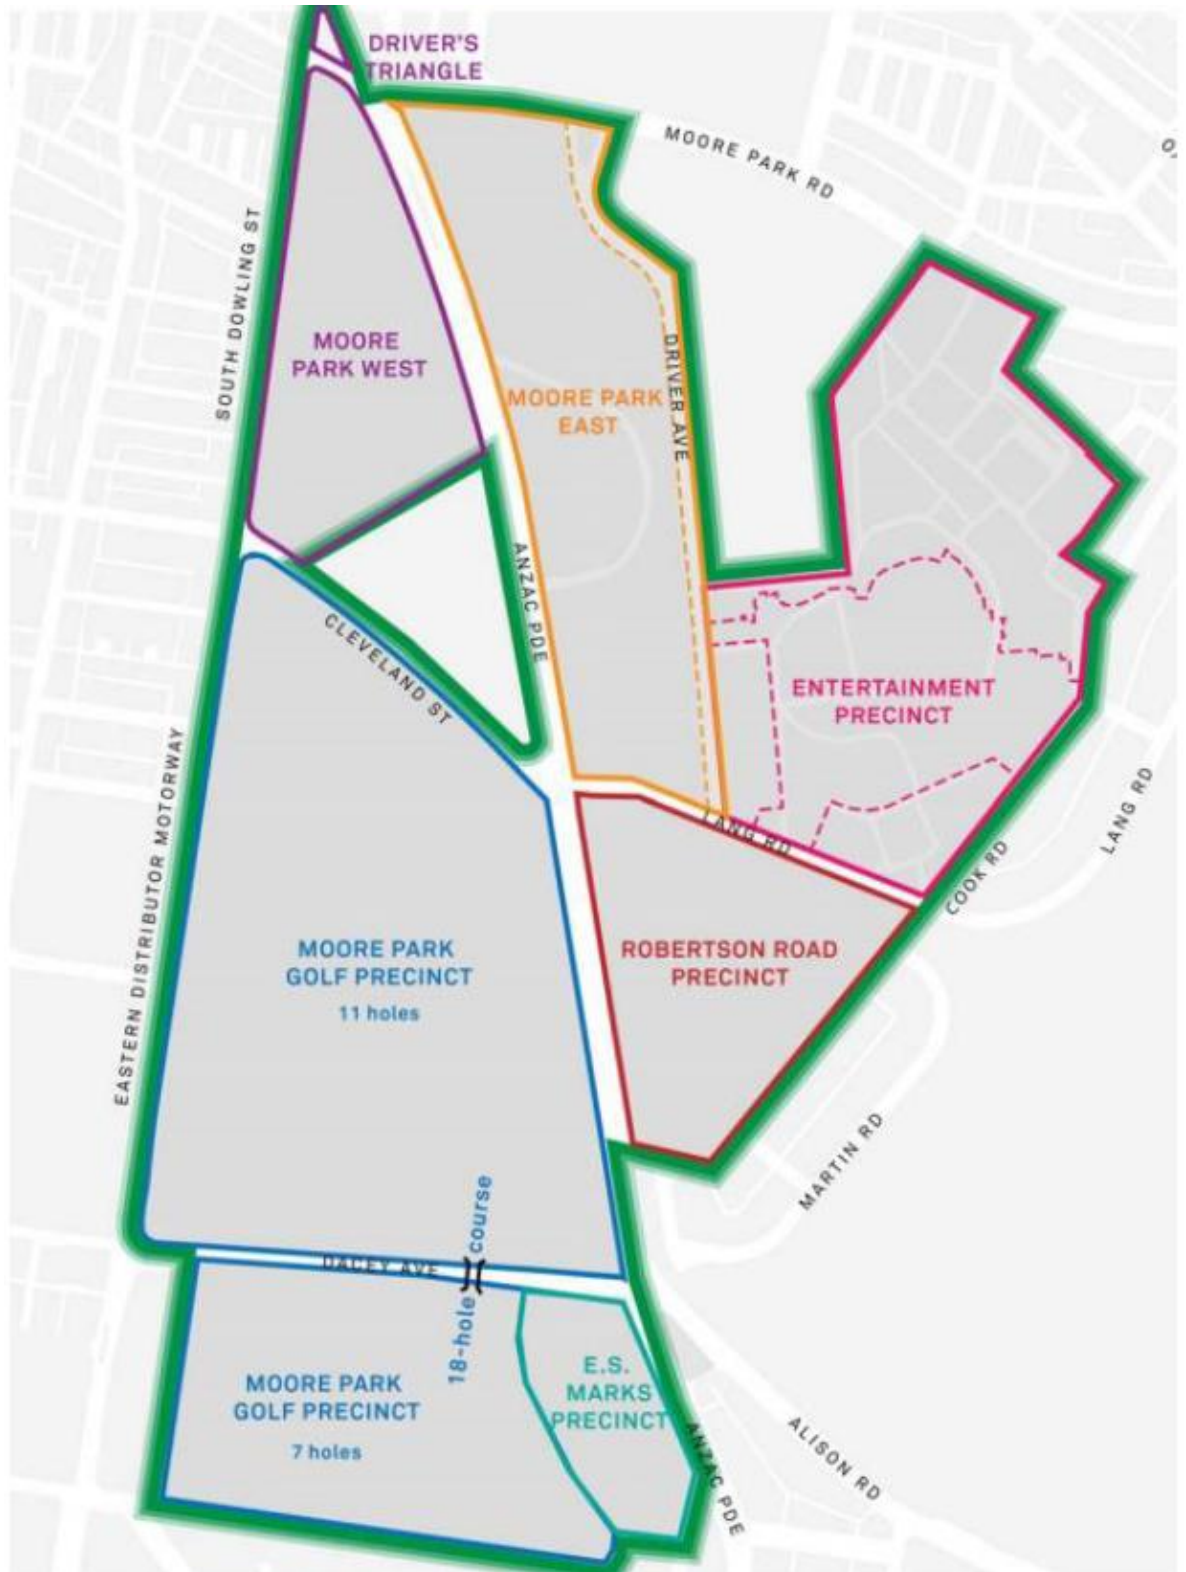 DRIVER'S
TRIANGLE
MOORE PARK RD
O,
SOUTH DOWLING ST
MOORE
PARK WEST
MOORE PARK
EAST
DRIVER AVE
ANZAC PDE
CLEVELAND ST
ENTERTAINMENT
PRECINCT
LANG RD
LANG RD
COOK RD
EASTERN DISTRIBUTOR MOTORWAY
MOORE PARK
GOLF PRECINCT
11 holes
ROBERTSON ROAD
PRECINCT
MARTIN RD
DACEY AVE
18-hole course
MOORE PARK
GOLF PRECINCT
7 holes
E.S.
MARKS
PRECINCT
ANZAC PDE
ALISON RD